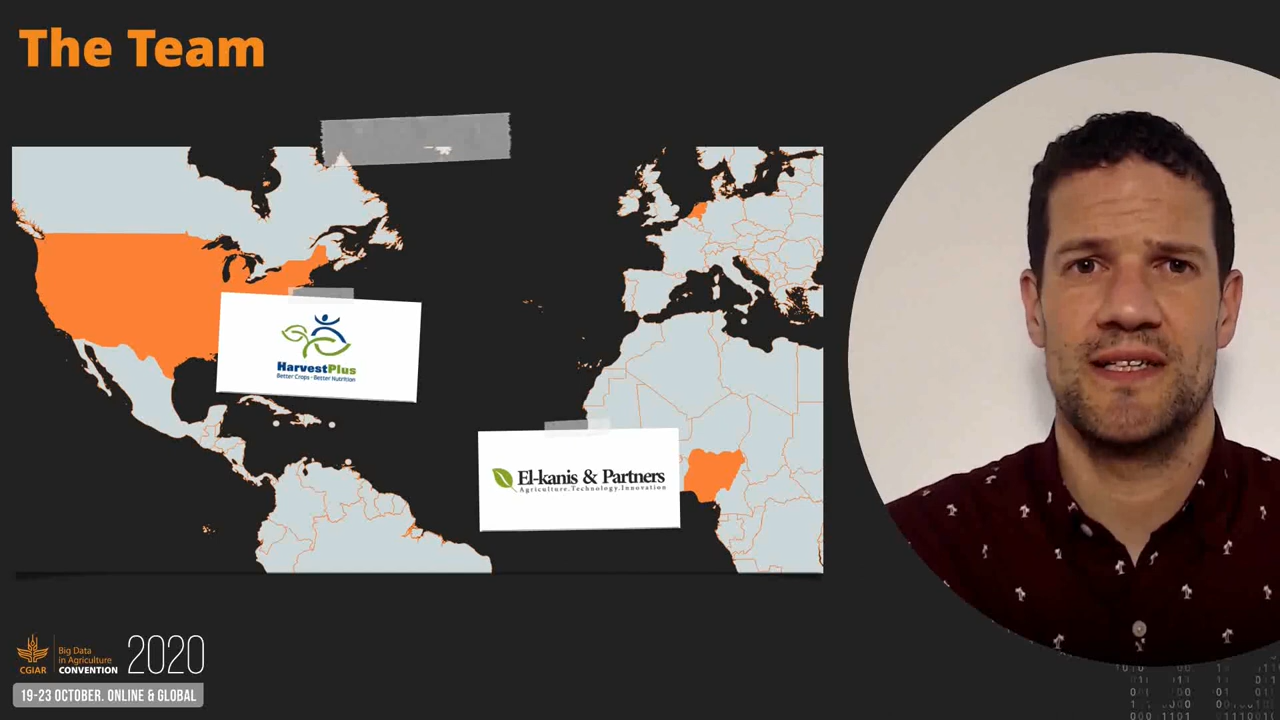 The Team
HarvestPlus
Better Crops • Better Nutrition
El-kanis & Partners
Agriculture.Technology.Innovation
CGIAR
Big Data
in Agriculture
CONVENTION
2020
19-23 OCTOBER. ONLINE & GLOBAL